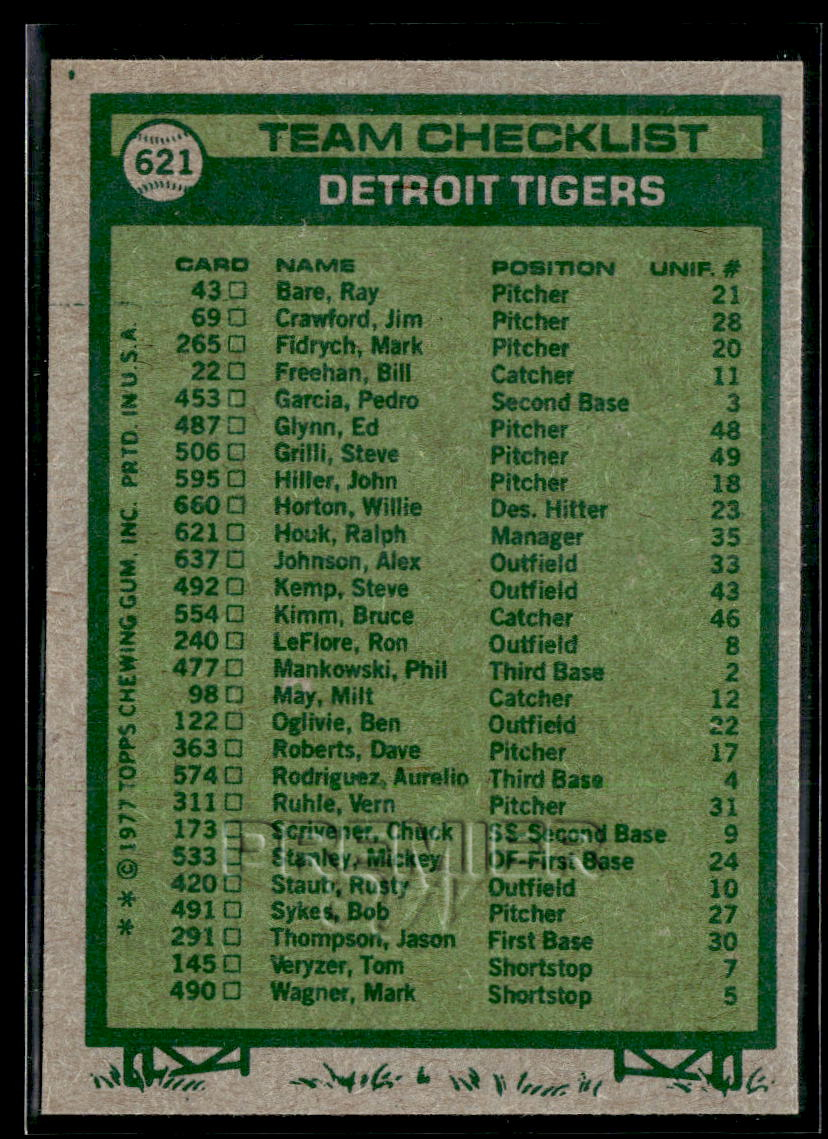 621
TEAM CHECKLIST
DETROIT TIGERS
CARD NAME POSITION UNIF. #
43 □ Bare, Ray Pitcher 21
69 □ Crawford, Jim Pitcher 28
265 □ Fidrych, Mark Pitcher 20
22 □ Freehan, Bill Catcher 11
453 □ Garcia, Pedro Second Base 3
487 □ Glynn, Ed Pitcher 48
506 □ Grilli, Steve Pitcher 49
595 □ Hiller, John Pitcher 18
660 □ Horton, Willie Des. Hitter 23
621 □ Houk, Ralph Manager 35
637 □ Johnson, Alex Outfield 33
492 □ Kemp, Steve Outfield 43
554 □ Kimm, Bruce Catcher 46
240 □ LeFlore, Ron Outfield 8
477 □ Mankowski, Phil Third Base 2
98 □ May, Milt Catcher 12
122 □ Oglivie, Ben Outfield 22
363 □ Roberts, Dave Pitcher 17
574 □ Rodriguez, Aurelio Third Base 4
311 □ Ruhle, Vern Pitcher 31
173 □ Scrivener, Chuck SS-Second Base 9
533 □ Stanley, Mickey OF-First Base 24
420 □ Staub, Rusty Outfield 10
491 □ Sykes, Bob Pitcher 27
291 □ Thompson, Jason First Base 30
145 □ Veryzer, Tom Shortstop 7
490 □ Wagner, Mark Shortstop 5
* * © 1977 TOPPS CHEWING GUM, INC. PRTD. IN U.S.A.
PREMIER